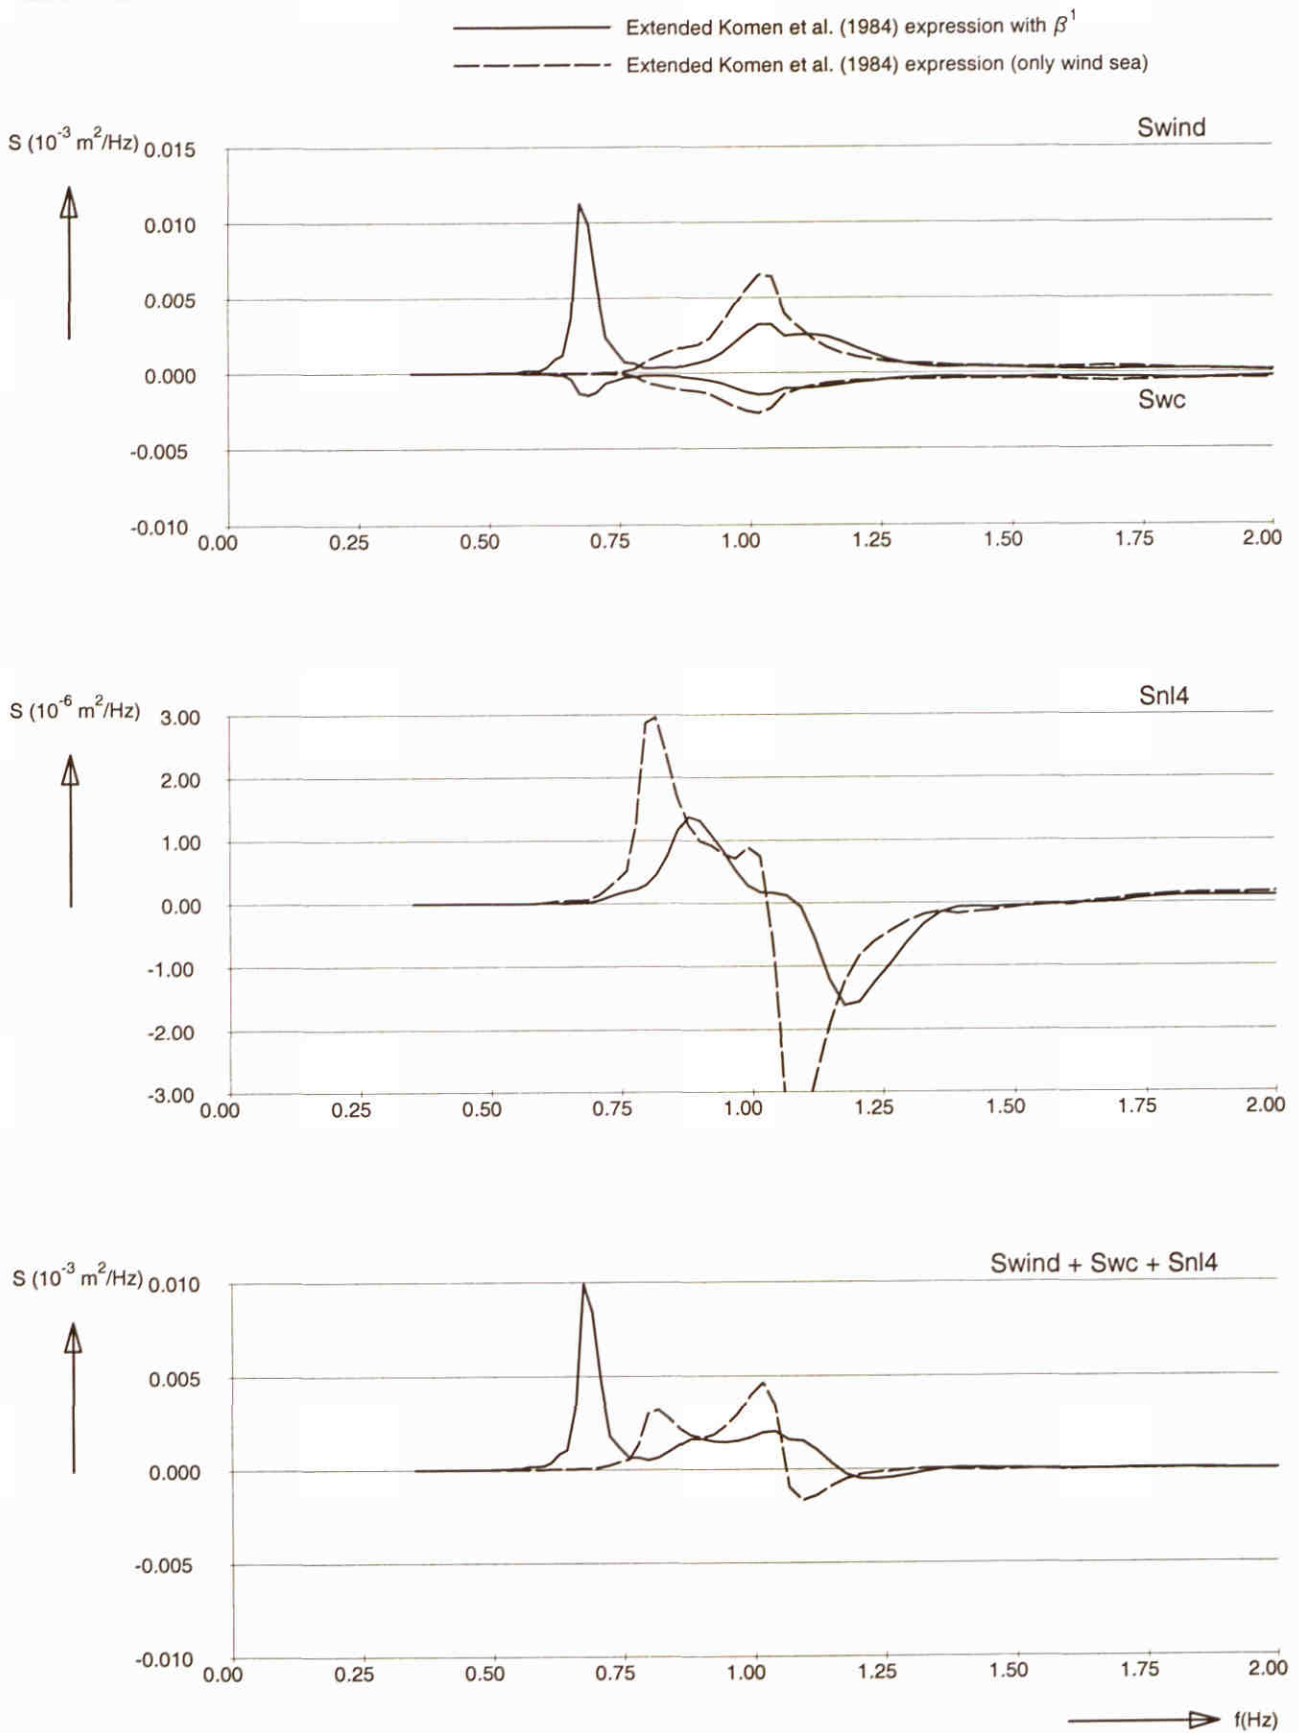 Extended Komen et al. (1984) expression with β¹
Extended Komen et al. (1984) expression (only wind sea)
Swind
S (10⁻³ m²/Hz)
0.015
0.010
0.005
0.000
Swc
-0.005
-0.010
0.00 0.25 0.50 0.75 1.00 1.25 1.50 1.75 2.00
Snl4
S (10⁻⁶ m²/Hz)
3.00
2.00
1.00
0.00
-1.00
-2.00
-3.00
0.00 0.25 0.50 0.75 1.00 1.25 1.50 1.75 2.00
Swind + Swc + Snl4
S (10⁻³ m²/Hz)
0.010
0.005
0.000
-0.005
-0.010
0.00 0.25 0.50 0.75 1.00 1.25 1.50 1.75 2.00
f(Hz)